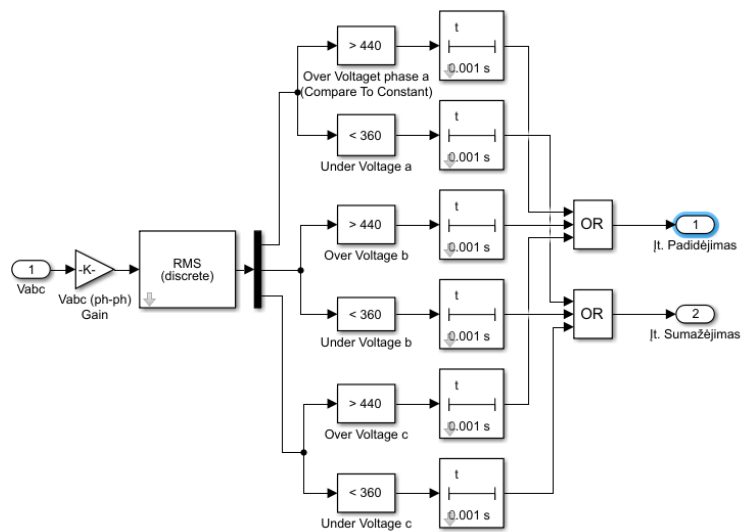 > 440
t
0.001 s
Over Voltaget phase a
(Compare To Constant)
< 360
t
0.001 s
Under Voltage a
> 440
t
0.001 s
Over Voltage b
OR
1
Įt. Padidėjimas
RMS
(discrete)
1
Vabc
-K-
Vabc (ph-ph)
Gain
< 360
t
0.001 s
Under Voltage b
OR
2
Įt. Sumažėjimas
> 440
t
0.001 s
Over Voltage c
< 360
t
0.001 s
Under Voltage c